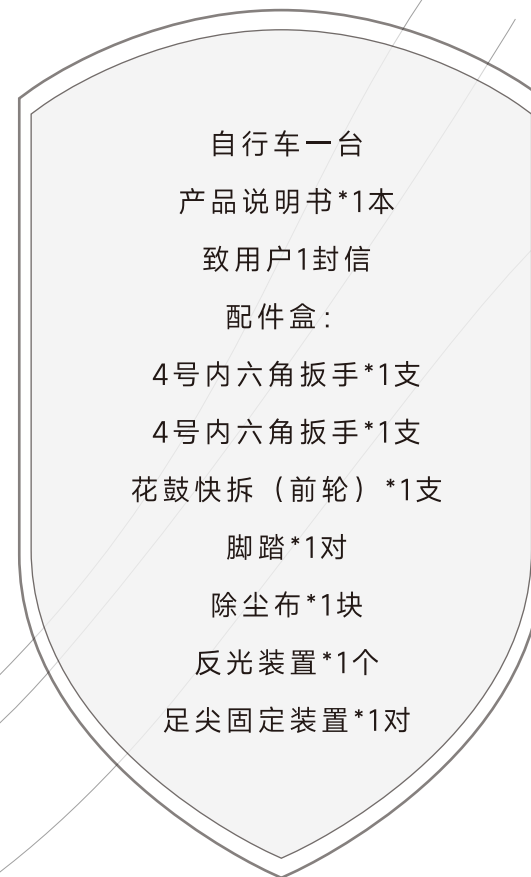 自行车一台
产品说明书*1本
致用户1封信
配件盒:
4号内六角扳手*1支
4号内六角扳手*1支
花鼓快拆（前轮）*1支
脚踏*1对
除尘布*1块
反光装置*1个
足尖固定装置*1对